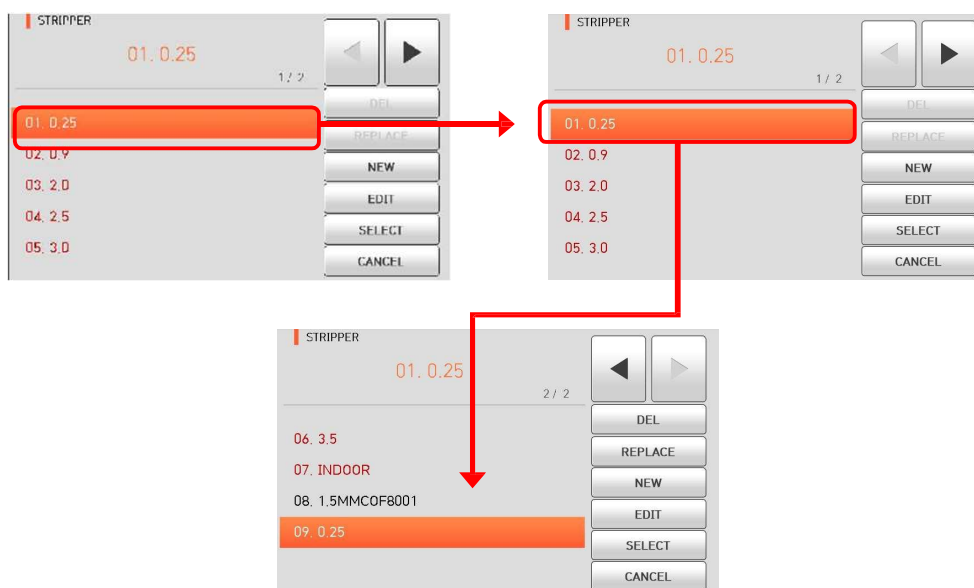 STRIPPER
01. 0.25
1/ 2
01. 0.25
02. 0.9
03. 2.0
04. 2.5
05. 3.0
DEL
REPLACE
NEW
EDIT
SELECT
CANCEL
STRIPPER
01. 0.25
1/ 2
01. 0.25
02. 0.9
03. 2.0
04. 2.5
05. 3.0
DEL
REPLACE
NEW
EDIT
SELECT
CANCEL
STRIPPER
01. 0.25
2/ 2
06. 3.5
07. INDOOR
08. 1.5MMCOF8001
09. 0.25
DEL
REPLACE
NEW
EDIT
SELECT
CANCEL